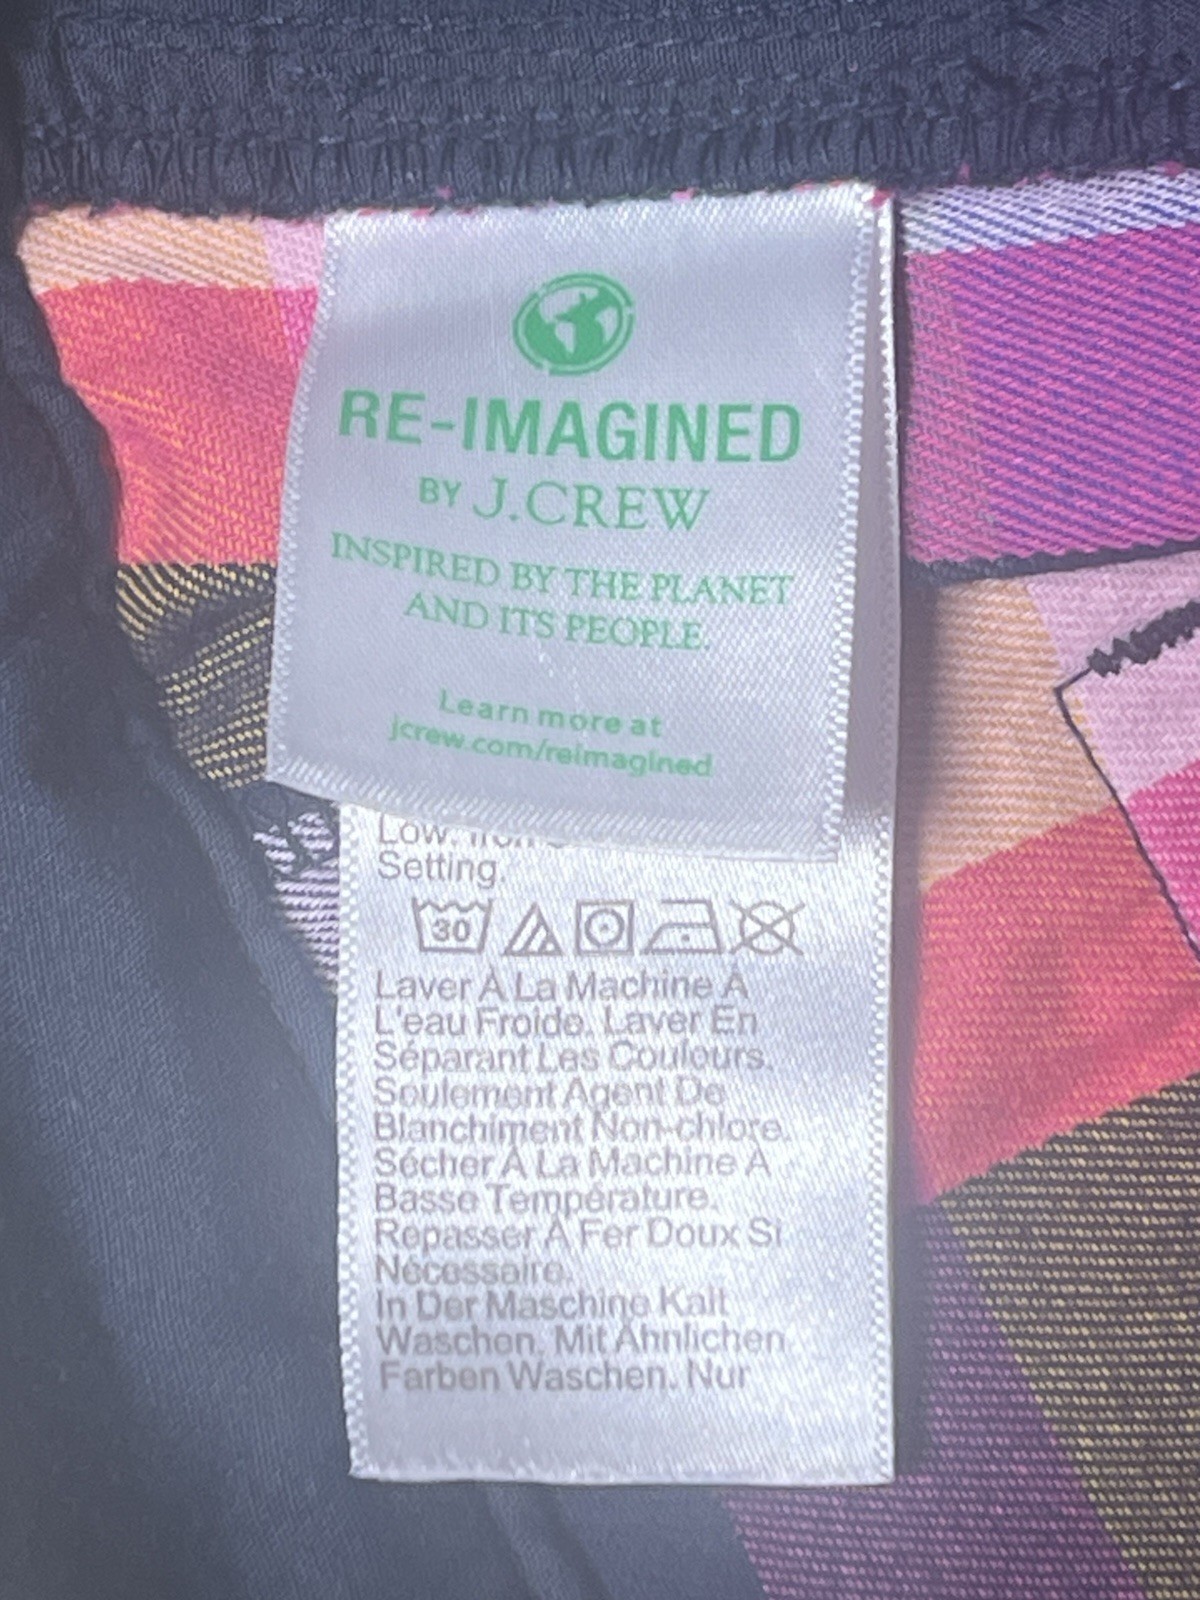 RE-IMAGINED
BY J.CREW
INSPIRED BY THE PLANET
AND ITS PEOPLE.
Learn more at
jcrew.com/reimagined
Low. Iron
Setting.
30
Laver À La Machine À
L'eau Froide. Laver En
Séparant Les Couleurs.
Seulement Agent De
Blanchiment Non-chlore.
Sécher À La Machine À
Basse Température.
Repasser À Fer Doux Si
Nécessaire.
In Der Maschine Kalt
Waschen. Mit Ähnlichen
Farben Waschen. Nur